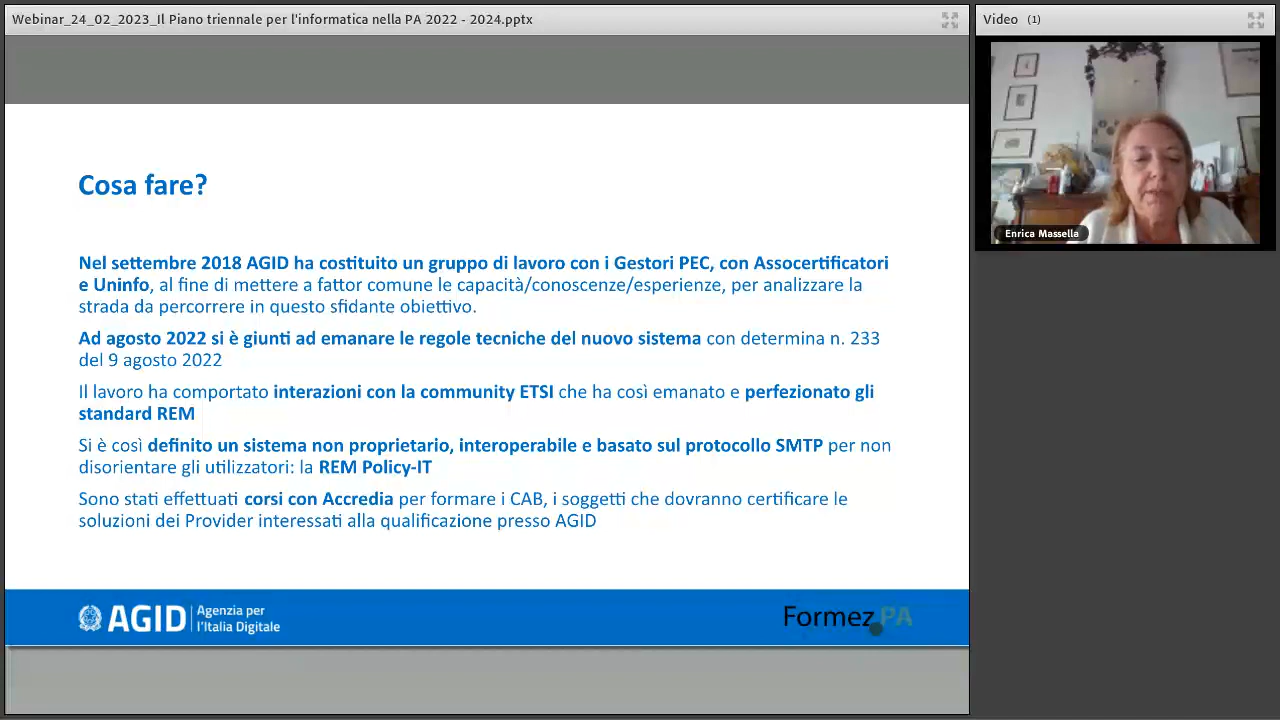 Webinar_24_02_2023_Il Piano triennale per l'informatica nella PA 2022 - 2024.pptx
Video (1)
Enrica Massella
Cosa fare?
Nel settembre 2018 AGID ha costituito un gruppo di lavoro con i Gestori PEC, con Assocertificatori
e Uninfo, al fine di mettere a fattor comune le capacità/conoscenze/esperienze, per analizzare la
strada da percorrere in questo sfidante obiettivo.
Ad agosto 2022 si è giunti ad emanare le regole tecniche del nuovo sistema con determina n. 233
del 9 agosto 2022
Il lavoro ha comportato interazioni con la community ETSI che ha così emanato e perfezionato gli
standard REM
Si è così definito un sistema non proprietario, interoperabile e basato sul protocollo SMTP per non
disorientare gli utilizzatori: la REM Policy-IT
Sono stati effettuati corsi con Accredia per formare i CAB, i soggetti che dovranno certificare le
soluzioni dei Provider interessati alla qualificazione presso AGID
AGID
Agenzia per
l'Italia Digitale
Formez PA